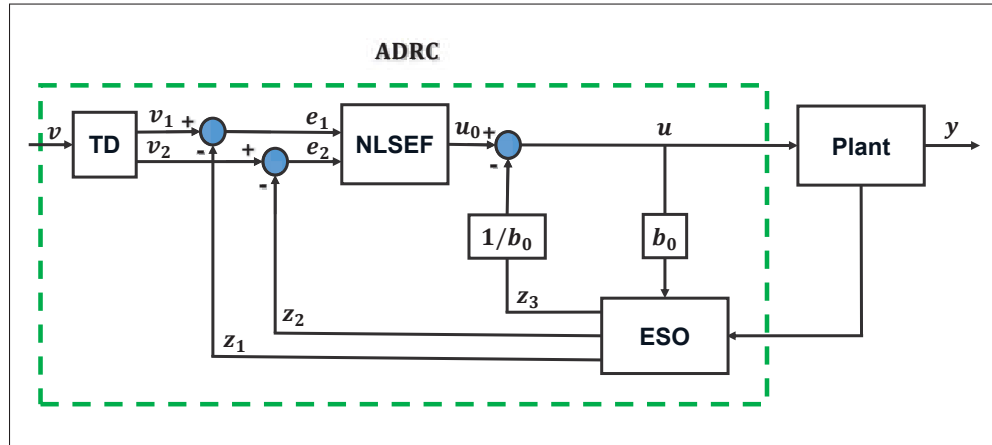 ADRC
v
TD
v₁
+
-
v₂
+
-
e₁
e₂
NLSEF
u₀
+
-
u
Plant
y
1/b₀
b₀
z₃
z₂
z₁
ESO